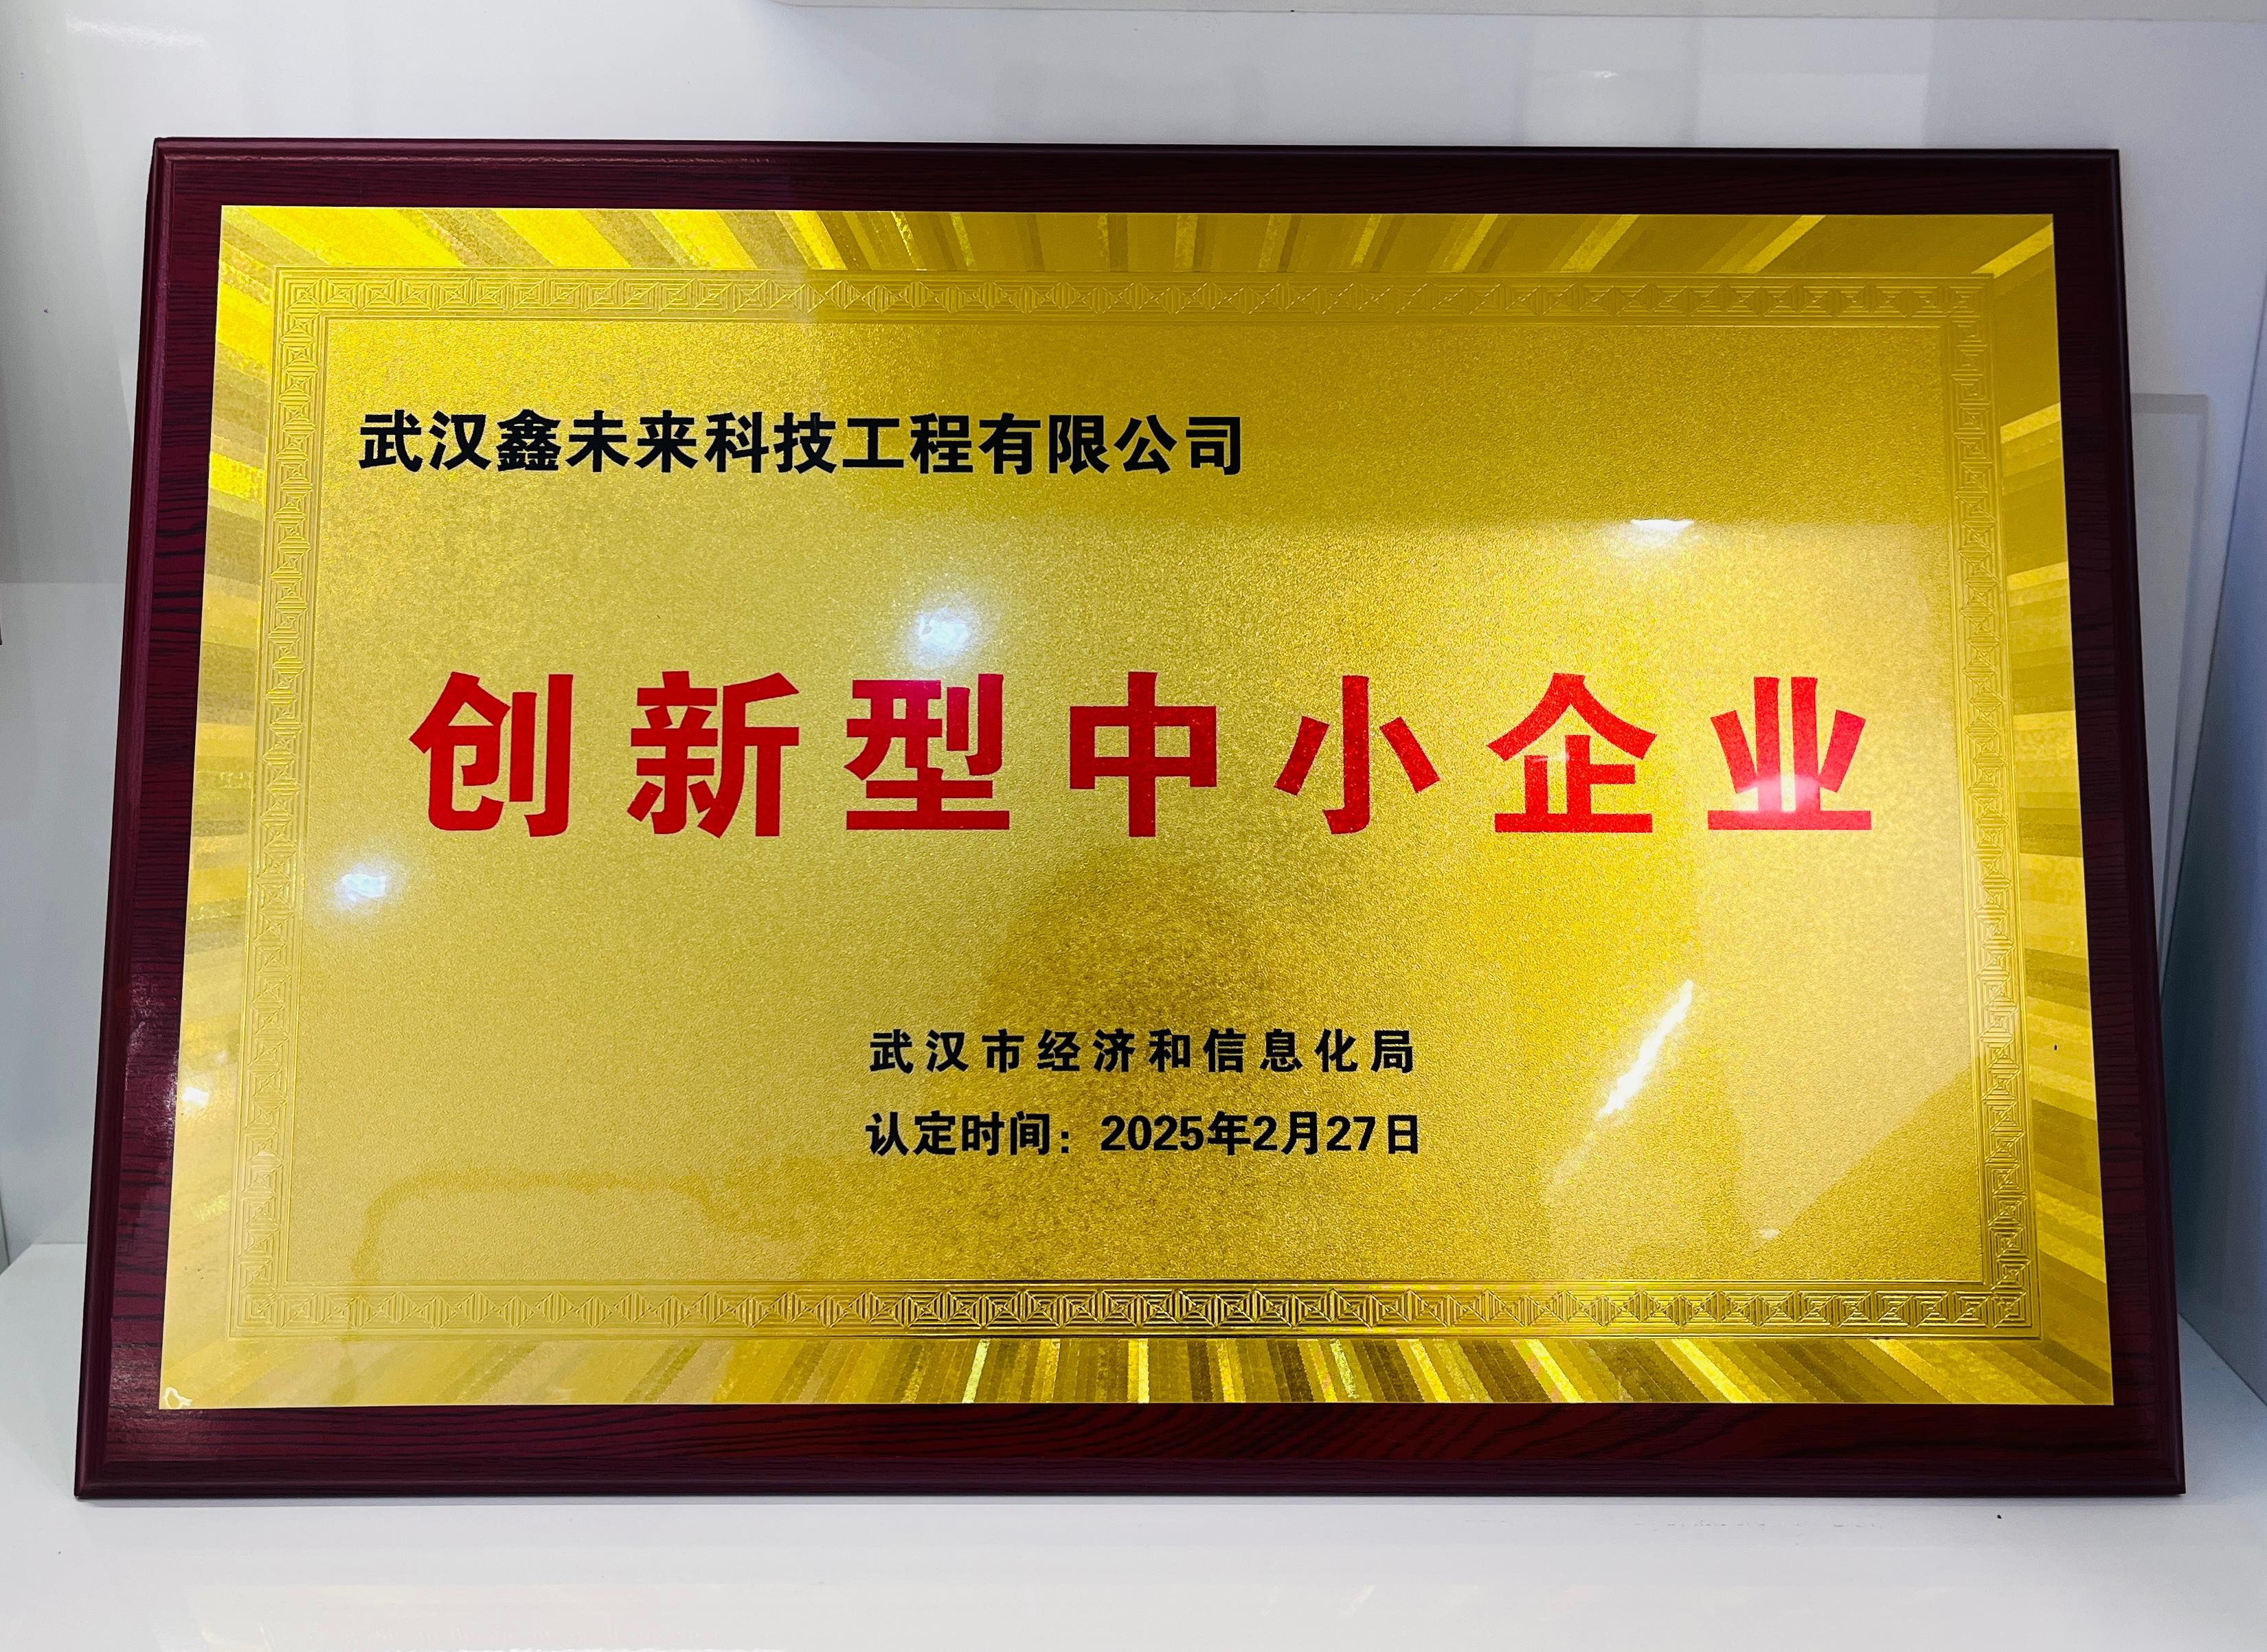 武汉鑫未来科技工程有限公司
创新型中小企业
武汉市经济和信息化局
认定时间：2025年2月27日